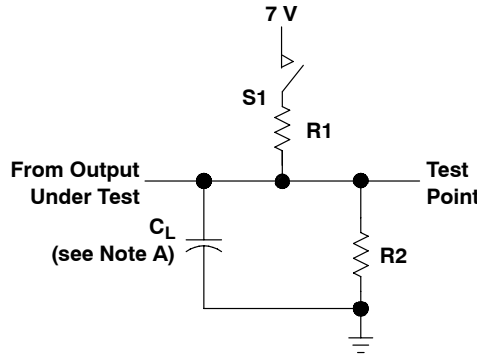 7 V
S1
R1
From Output
Under Test
Test
Point
CL
(see Note A)
R2